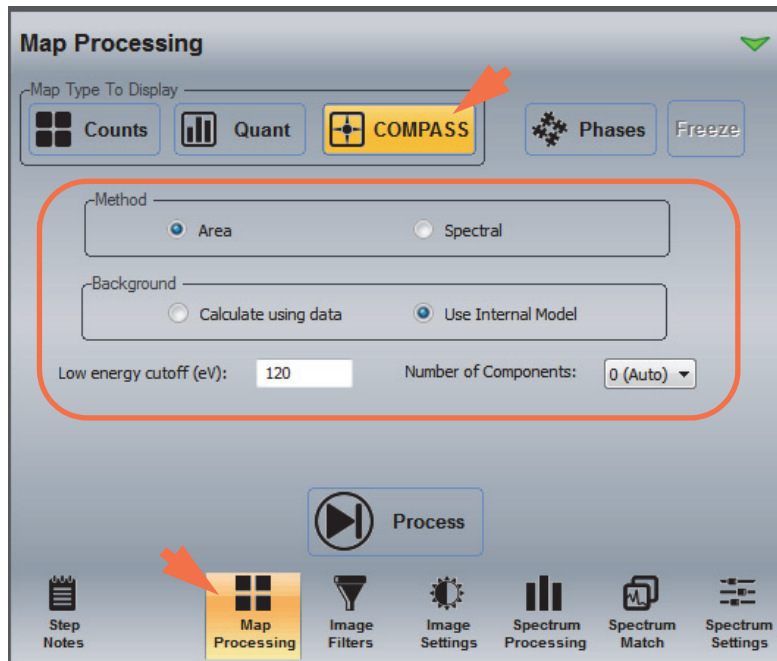 Map Processing
Map Type To Display
Counts
Quant
COMPASS
Phases
Freeze
Method
Area
Spectral
Background
Calculate using data
Use Internal Model
Low energy cutoff (eV):
120
Number of Components:
0 (Auto)
Process
Step
Notes
Map
Processing
Image
Filters
Image
Settings
Spectrum
Processing
Spectrum
Match
Spectrum
Settings